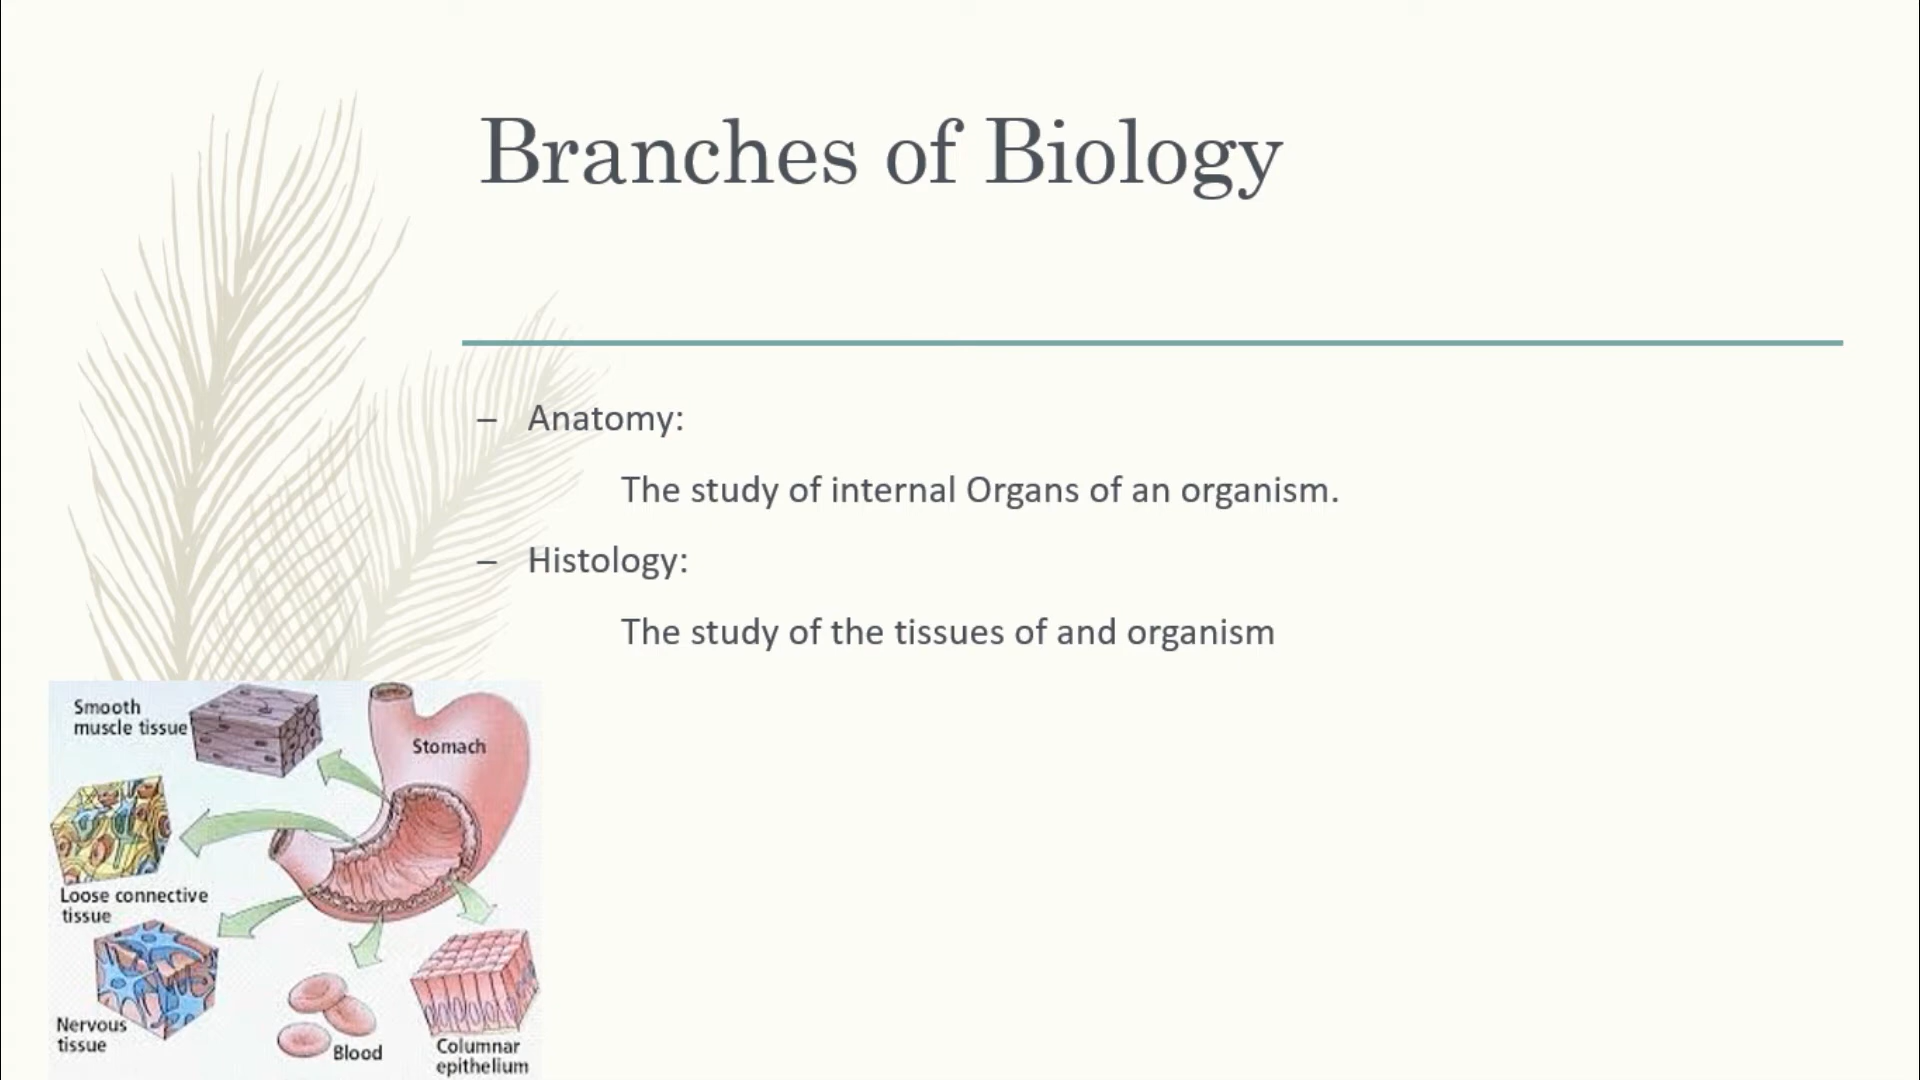 Branches of Biology
– Anatomy:
The study of internal Organs of an organism.
– Histology:
The study of the tissues of and organism
Smooth
muscle tissue
Stomach
Loose connective
tissue
Nervous
tissue
Blood
Columnar
epithelium